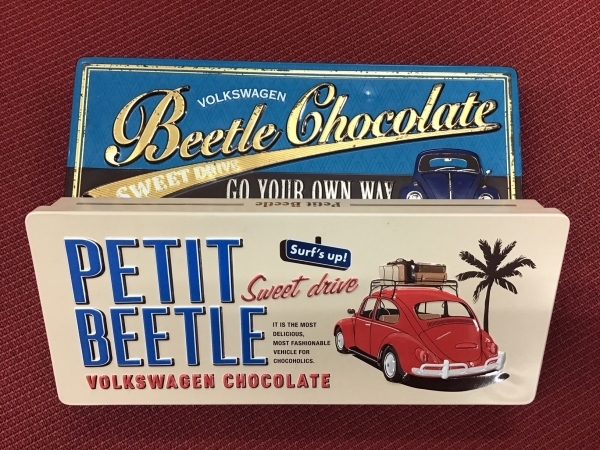 VOLKSWAGEN
Beetle Chocolate
SWEET DRIVE
GO YOUR OWN WAY
Petit Beetle
PETIT
BEETLE
Surf's up!
Sweet drive
IT IS THE MOST
DELICIOUS,
MOST FASHIONABLE
VEHICLE FOR
CHOCOHOLICS.
VOLKSWAGEN CHOCOLATE